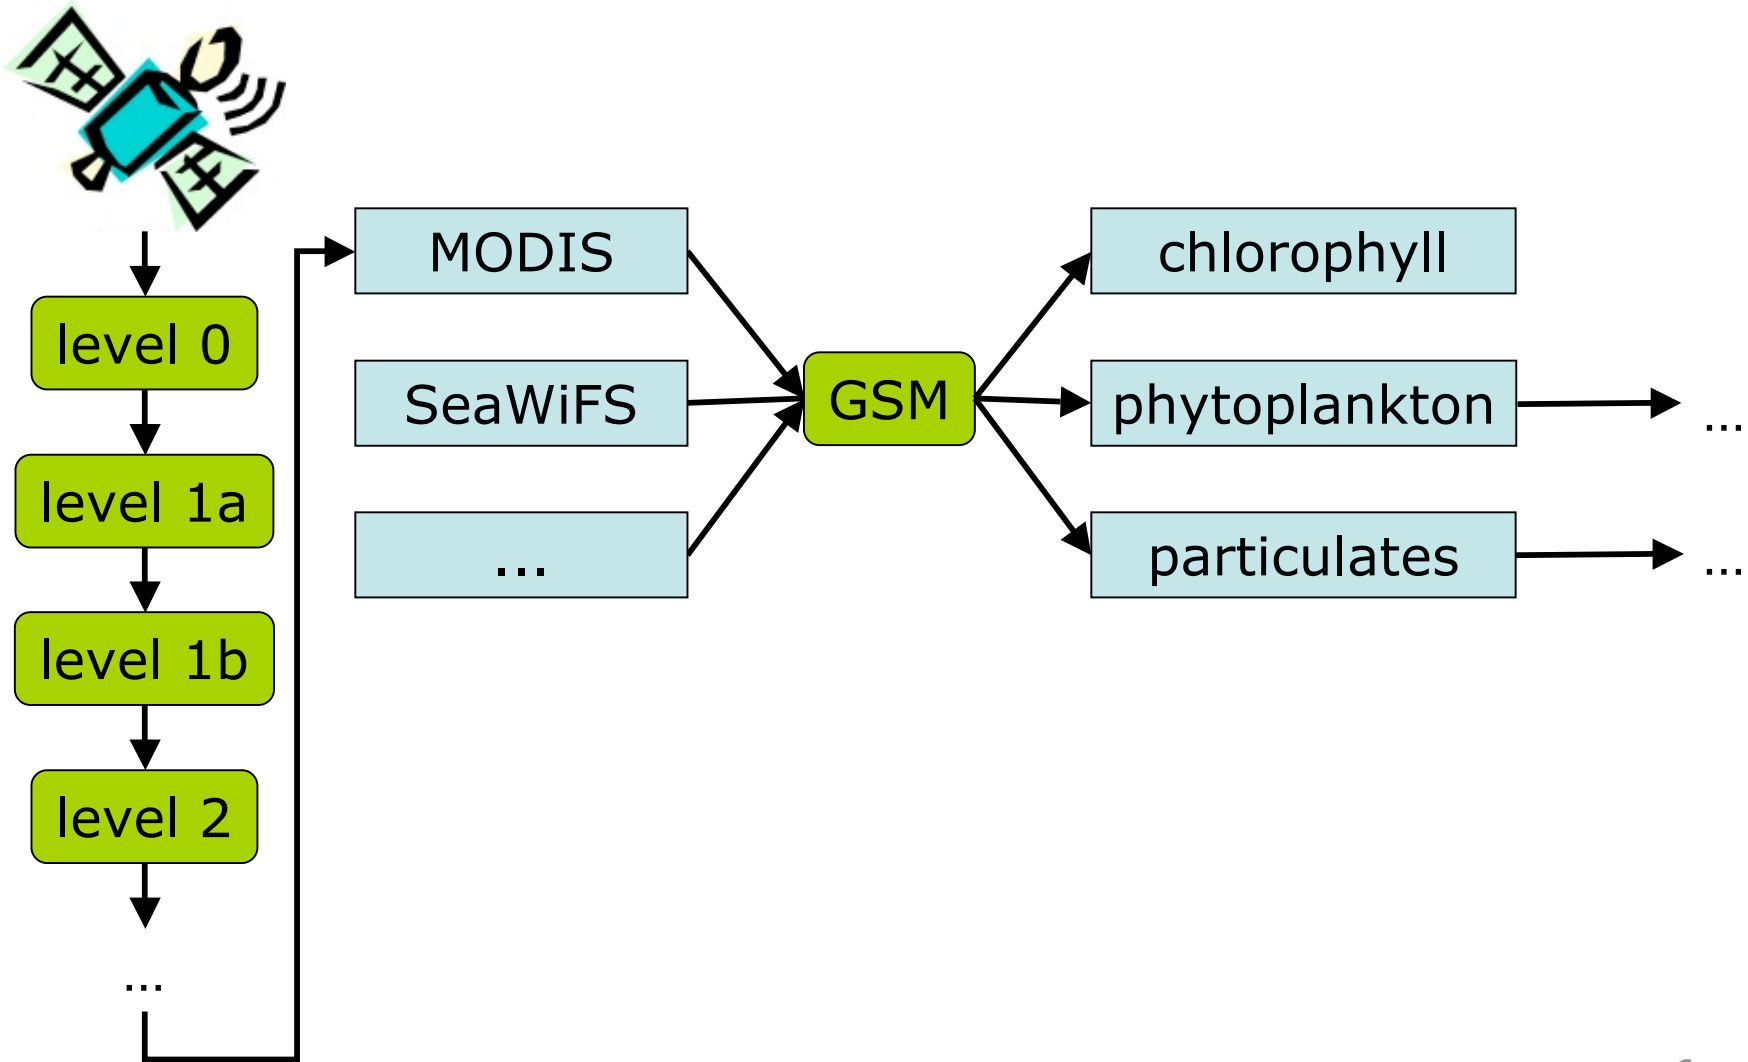 level 0
level 1a
level 1b
level 2
...
MODIS
SeaWiFS
...
GSM
chlorophyll
phytoplankton
particulates
...
...